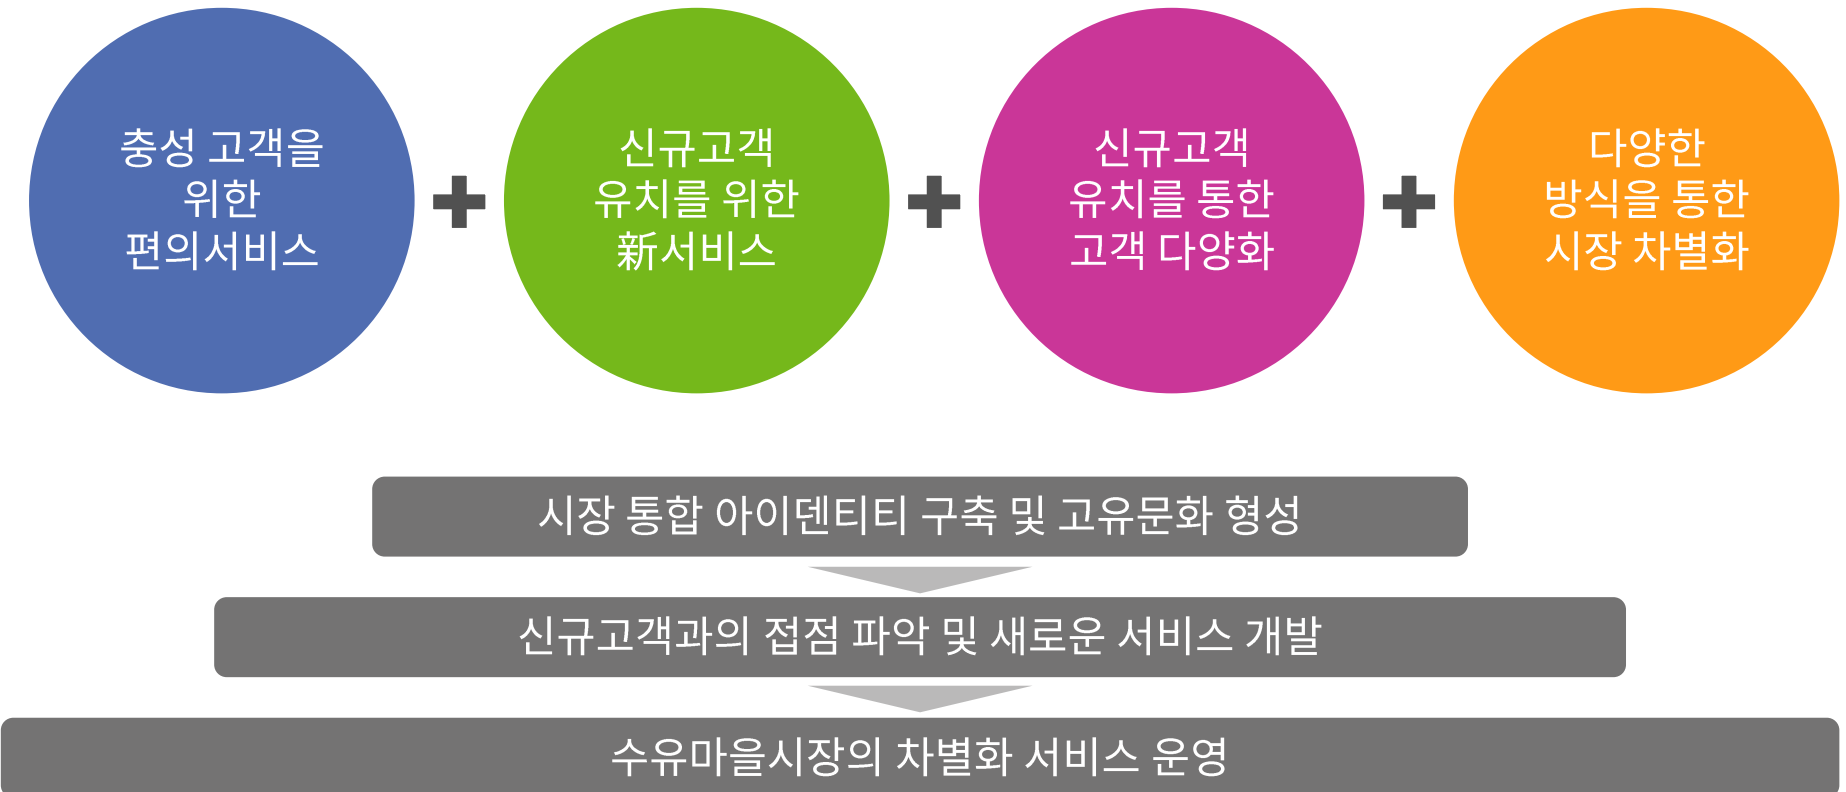 충성 고객을
위한
편의서비스
신규고객
유치를 위한
新서비스
신규고객
유치를 통한
고객 다양화
다양한
방식을 통한
시장 차별화
시장 통합 아이덴티티 구축 및 고유문화 형성
신규고객과의 접점 파악 및 새로운 서비스 개발
수유마을시장의 차별화 서비스 운영